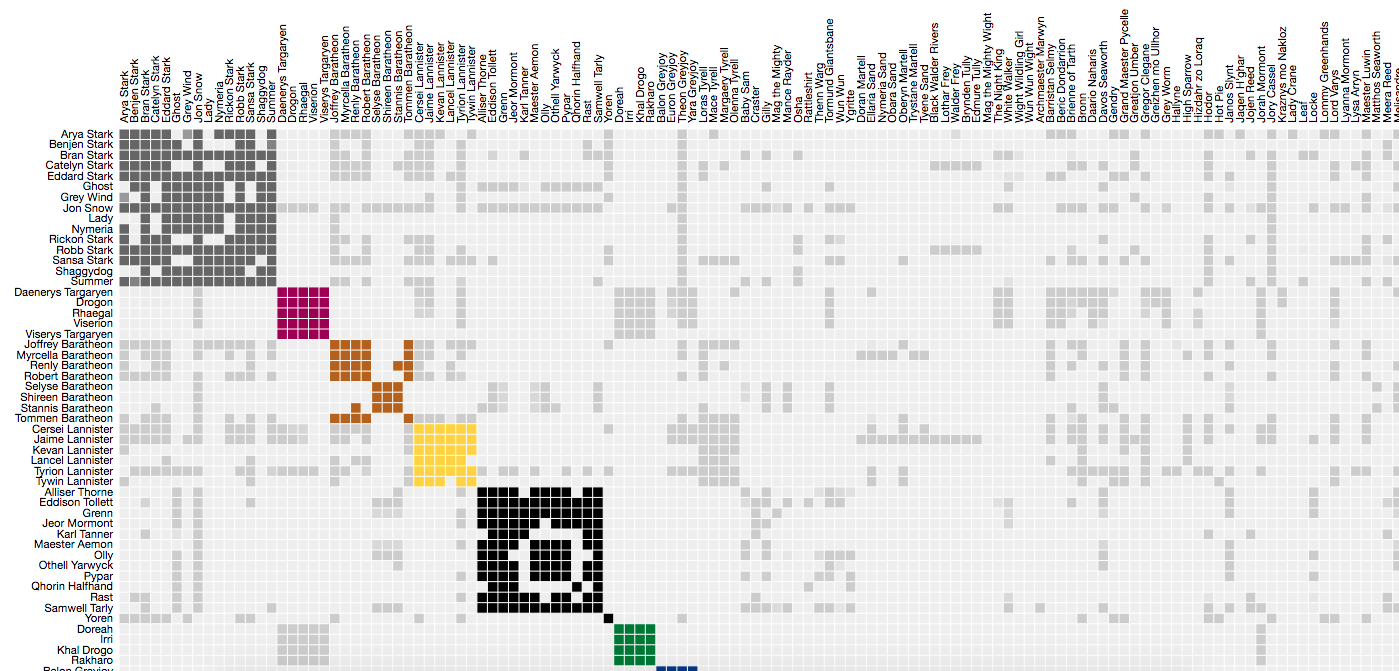 Arya Stark
Benjen Stark
Bran Stark
Catelyn Stark
Eddard Stark
Ghost
Grey Wind
Jon Snow
Lady
Nymeria
Rickon Stark
Robb Stark
Sansa Stark
Shaggydog
Summer
Daenerys Targaryen
Drogon
Rhaegal
Viserion
Viserys Targaryen
Joffrey Baratheon
Myrcella Baratheon
Renly Baratheon
Robert Baratheon
Selyse Baratheon
Shireen Baratheon
Stannis Baratheon
Tommen Baratheon
Cersei Lannister
Jaime Lannister
Kevan Lannister
Lancel Lannister
Tyrion Lannister
Tywin Lannister
Alliser Thorne
Eddison Tollett
Grenn
Jeor Mormont
Karl Tanner
Maester Aemon
Olly
Othell Yarwyck
Pypar
Qhorin Halfhand
Rast
Samwell Tarly
Yoren
Doreah
Irri
Khal Drogo
Rakharo
Balon Greyjoy
Euron Greyjoy
Theon Greyjoy
Yara Greyjoy
Loras Tyrell
Mace Tyrell
Margaery Tyrell
Olenna Tyrell
Baby Sam
Craster
Gilly
Mag the Mighty
Mance Rayder
Osha
Rattleshirt
Thenn Warg
Tormund Giantsbane
Wun Wun
Ygritte
Doran Martell
Ellaria Sand
Nymeria Sand
Obara Sand
Oberyn Martell
Trystane Martell
Tyene Sand
Black Walder Rivers
Lothar Frey
Walder Frey
Brynden Tully
Edmure Tully
Mag the Mighty Wight
The Night King
White Walker
Wight Wildling Girl
Wun Wun Wight
Archmaester Marwyn
Barristan Selmy
Beric Dondarrion
Brienne of Tarth
Bronn
Daario Naharis
Davos Seaworth
Gendry
Grand Maester Pycelle
Greatjon Umber
Gregor Clegane
Greizhen mo Ullhor
Grey Worm
Hallyne
High Sparrow
Hizdahr zo Loraq
Hodor
Hot Pie
Janos Slynt
Jaqen H'ghar
Jojen Reed
Jorah Mormont
Jory Cassel
Kraznys mo Nakloz
Lady Crane
Leaf
Locke
Lommy Greenhands
Lord Varys
Lyanna Mormont
Lysa Arryn
Maester Luwin
Matthos Seaworth
Meera Reed
Arya Stark
Benjen Stark
Bran Stark
Catelyn Stark
Eddard Stark
Ghost
Grey Wind
Jon Snow
Lady
Nymeria
Rickon Stark
Robb Stark
Sansa Stark
Shaggydog
Summer
Daenerys Targaryen
Drogon
Rhaegal
Viserion
Viserys Targaryen
Joffrey Baratheon
Myrcella Baratheon
Renly Baratheon
Robert Baratheon
Selyse Baratheon
Shireen Baratheon
Stannis Baratheon
Tommen Baratheon
Cersei Lannister
Jaime Lannister
Kevan Lannister
Lancel Lannister
Tyrion Lannister
Tywin Lannister
Alliser Thorne
Eddison Tollett
Grenn
Jeor Mormont
Karl Tanner
Maester Aemon
Olly
Othell Yarwyck
Pypar
Qhorin Halfhand
Rast
Samwell Tarly
Yoren
Doreah
Irri
Khal Drogo
Rakharo
Balon Greyjoy